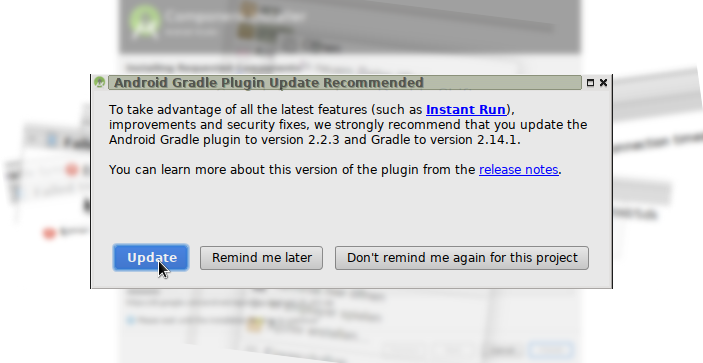 Android Gradle Plugin Update Recommended
To take advantage of all the latest features (such as Instant Run),
improvements and security fixes, we strongly recommend that you update the
Android Gradle plugin to version 2.2.3 and Gradle to version 2.14.1.
You can learn more about this version of the plugin from the release notes.
Update Remind me later Don't remind me again for this project